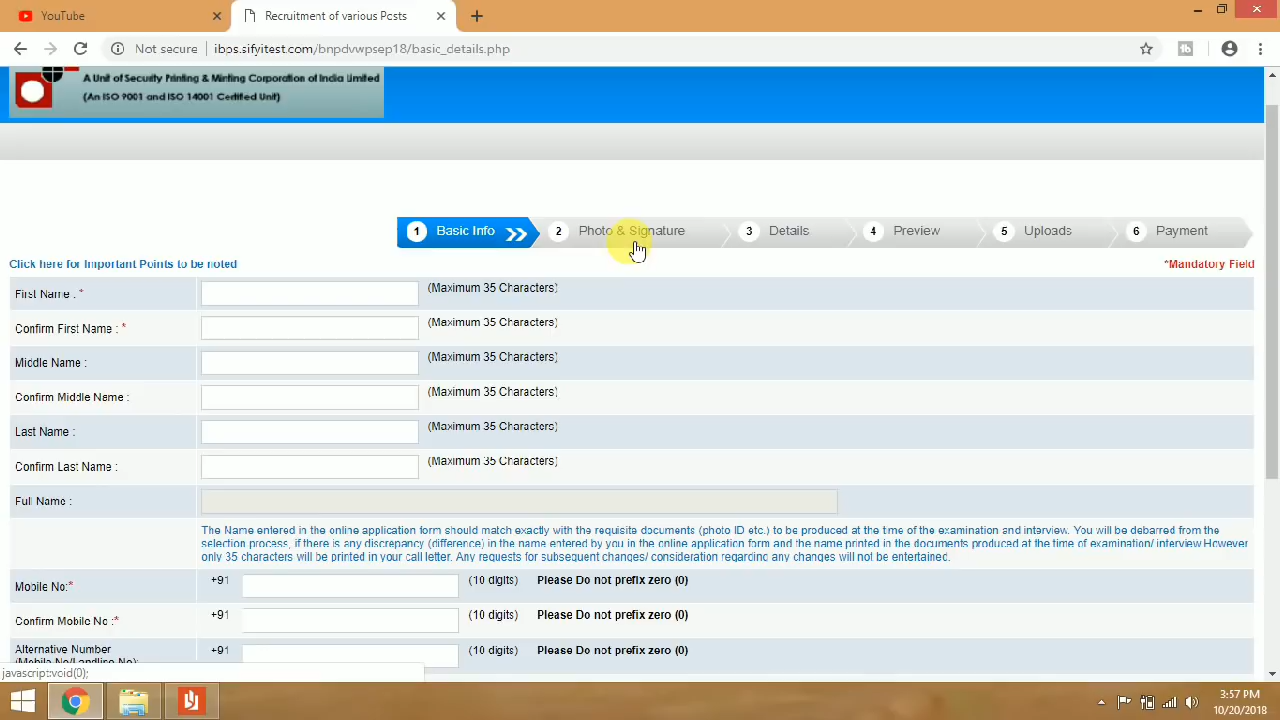 YouTube
Recruitment of various Posts
Not secure
ibps.sifyitest.com/bnpdvwpsep18/basic_details.php
A Unit of Security Printing & Minting Corporation of India Limited
(An ISO 9001 and ISO 14001 Certified Unit)
1 Basic Info
2 Photo & Signature
3 Details
4 Preview
5 Uploads
6 Payment
Click here for Important Points to be noted
*Mandatory Field
First Name : * (Maximum 35 Characters)
Confirm First Name : * (Maximum 35 Characters)
Middle Name : (Maximum 35 Characters)
Confirm Middle Name : (Maximum 35 Characters)
Last Name : (Maximum 35 Characters)
Confirm Last Name : (Maximum 35 Characters)
Full Name :
The Name entered in the online application form should match exactly with the requisite documents (photo ID etc.) to be produced at the time of the examination and interview. You will be debarred from the
selection process, if there is any discrepancy (difference) in the name entered by you in the online application form and the name printed in the documents produced at the time of examination/ interview.However
only 35 characters will be printed in your call letter. Any requests for subsequent changes/ consideration regarding any changes will not be entertained.
Mobile No:* +91 (10 digits) Please Do not prefix zero (0)
Confirm Mobile No :* +91 (10 digits) Please Do not prefix zero (0)
Alternative Number +91 (10 digits) Please Do not prefix zero (0)
(Mobile No/Landline No):
javascript:void(0);
3:57 PM
10/20/2018